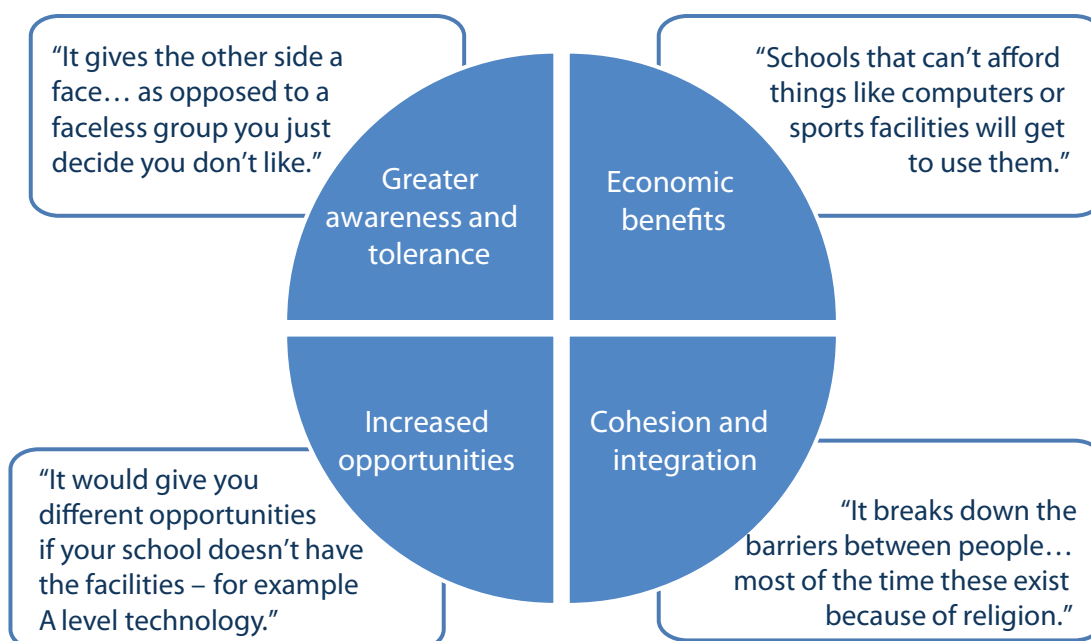 “It gives the other side a
face… as opposed to a
faceless group you just
decide you don’t like.”
“Schools that can’t afford
things like computers or
sports facilities will get
to use them.”
Greater
awareness and
tolerance
Economic
benefits
Increased
opportunities
Cohesion and
integration
“It would give you
different opportunities
if your school doesn’t have
the facilities – for example
A level technology.”
“It breaks down the
barriers between people…
most of the time these exist
because of religion.”